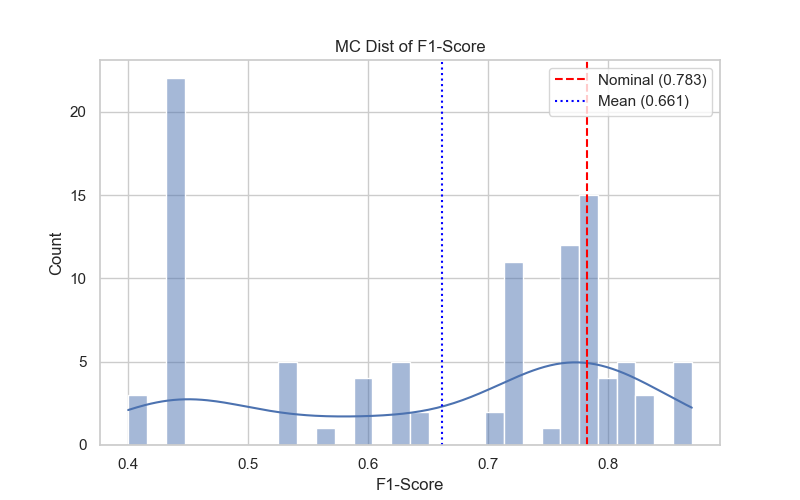 MC Dist of F1-Score
Nominal (0.783)
Mean (0.661)
Count
20
15
10
5
0
0.4 0.5 0.6 0.7 0.8
F1-Score